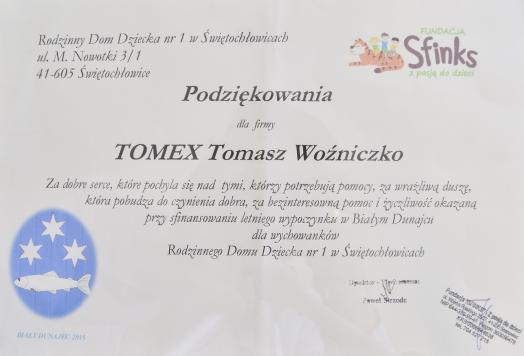 Rodzinny Dom Dziecka nr 1 w Świętochłowicach
ul. M. Nowotki 3/1
41-605 Świętochłowice
FUNDACJA
Sfinks
z pasją do dzieci
Podziękowania
dla firmy
TOMEX Tomasz Woźniczko
Za dobre serce, które pochyla się nad tymi, którzy potrzebują pomocy, za wrażliwą duszę,
która pobudza do czynienia dobra, za bezinteresowną pomoc i życzliwość okazaną
przy sfinansowaniu letniego wypoczynku w Białym Dunajcu
dla wychowanków
Rodzinnego Domu Dziecka nr 1 w Świętochłowicach
Dyrektor -
Paweł
BIAŁY DUNAJEC 2015